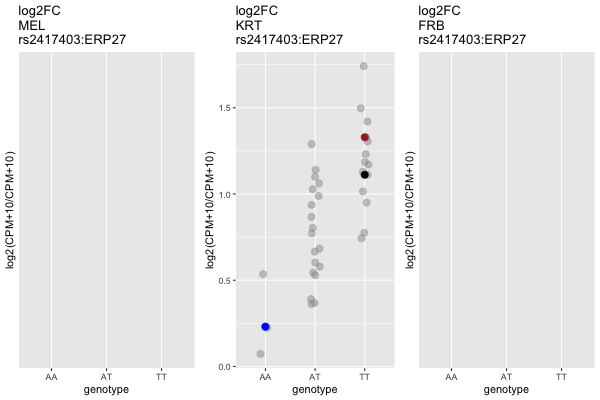 log2FC
MEL
rs2417403:ERP27
log2(CPM+10/CPM+10)
AA AT TT
genotype
log2FC
KRT
rs2417403:ERP27
log2(CPM+10/CPM+10)
1.5
1.0
0.5
0.0
AA AT TT
genotype
log2FC
FRB
rs2417403:ERP27
log2(CPM+10/CPM+10)
AA AT TT
genotype